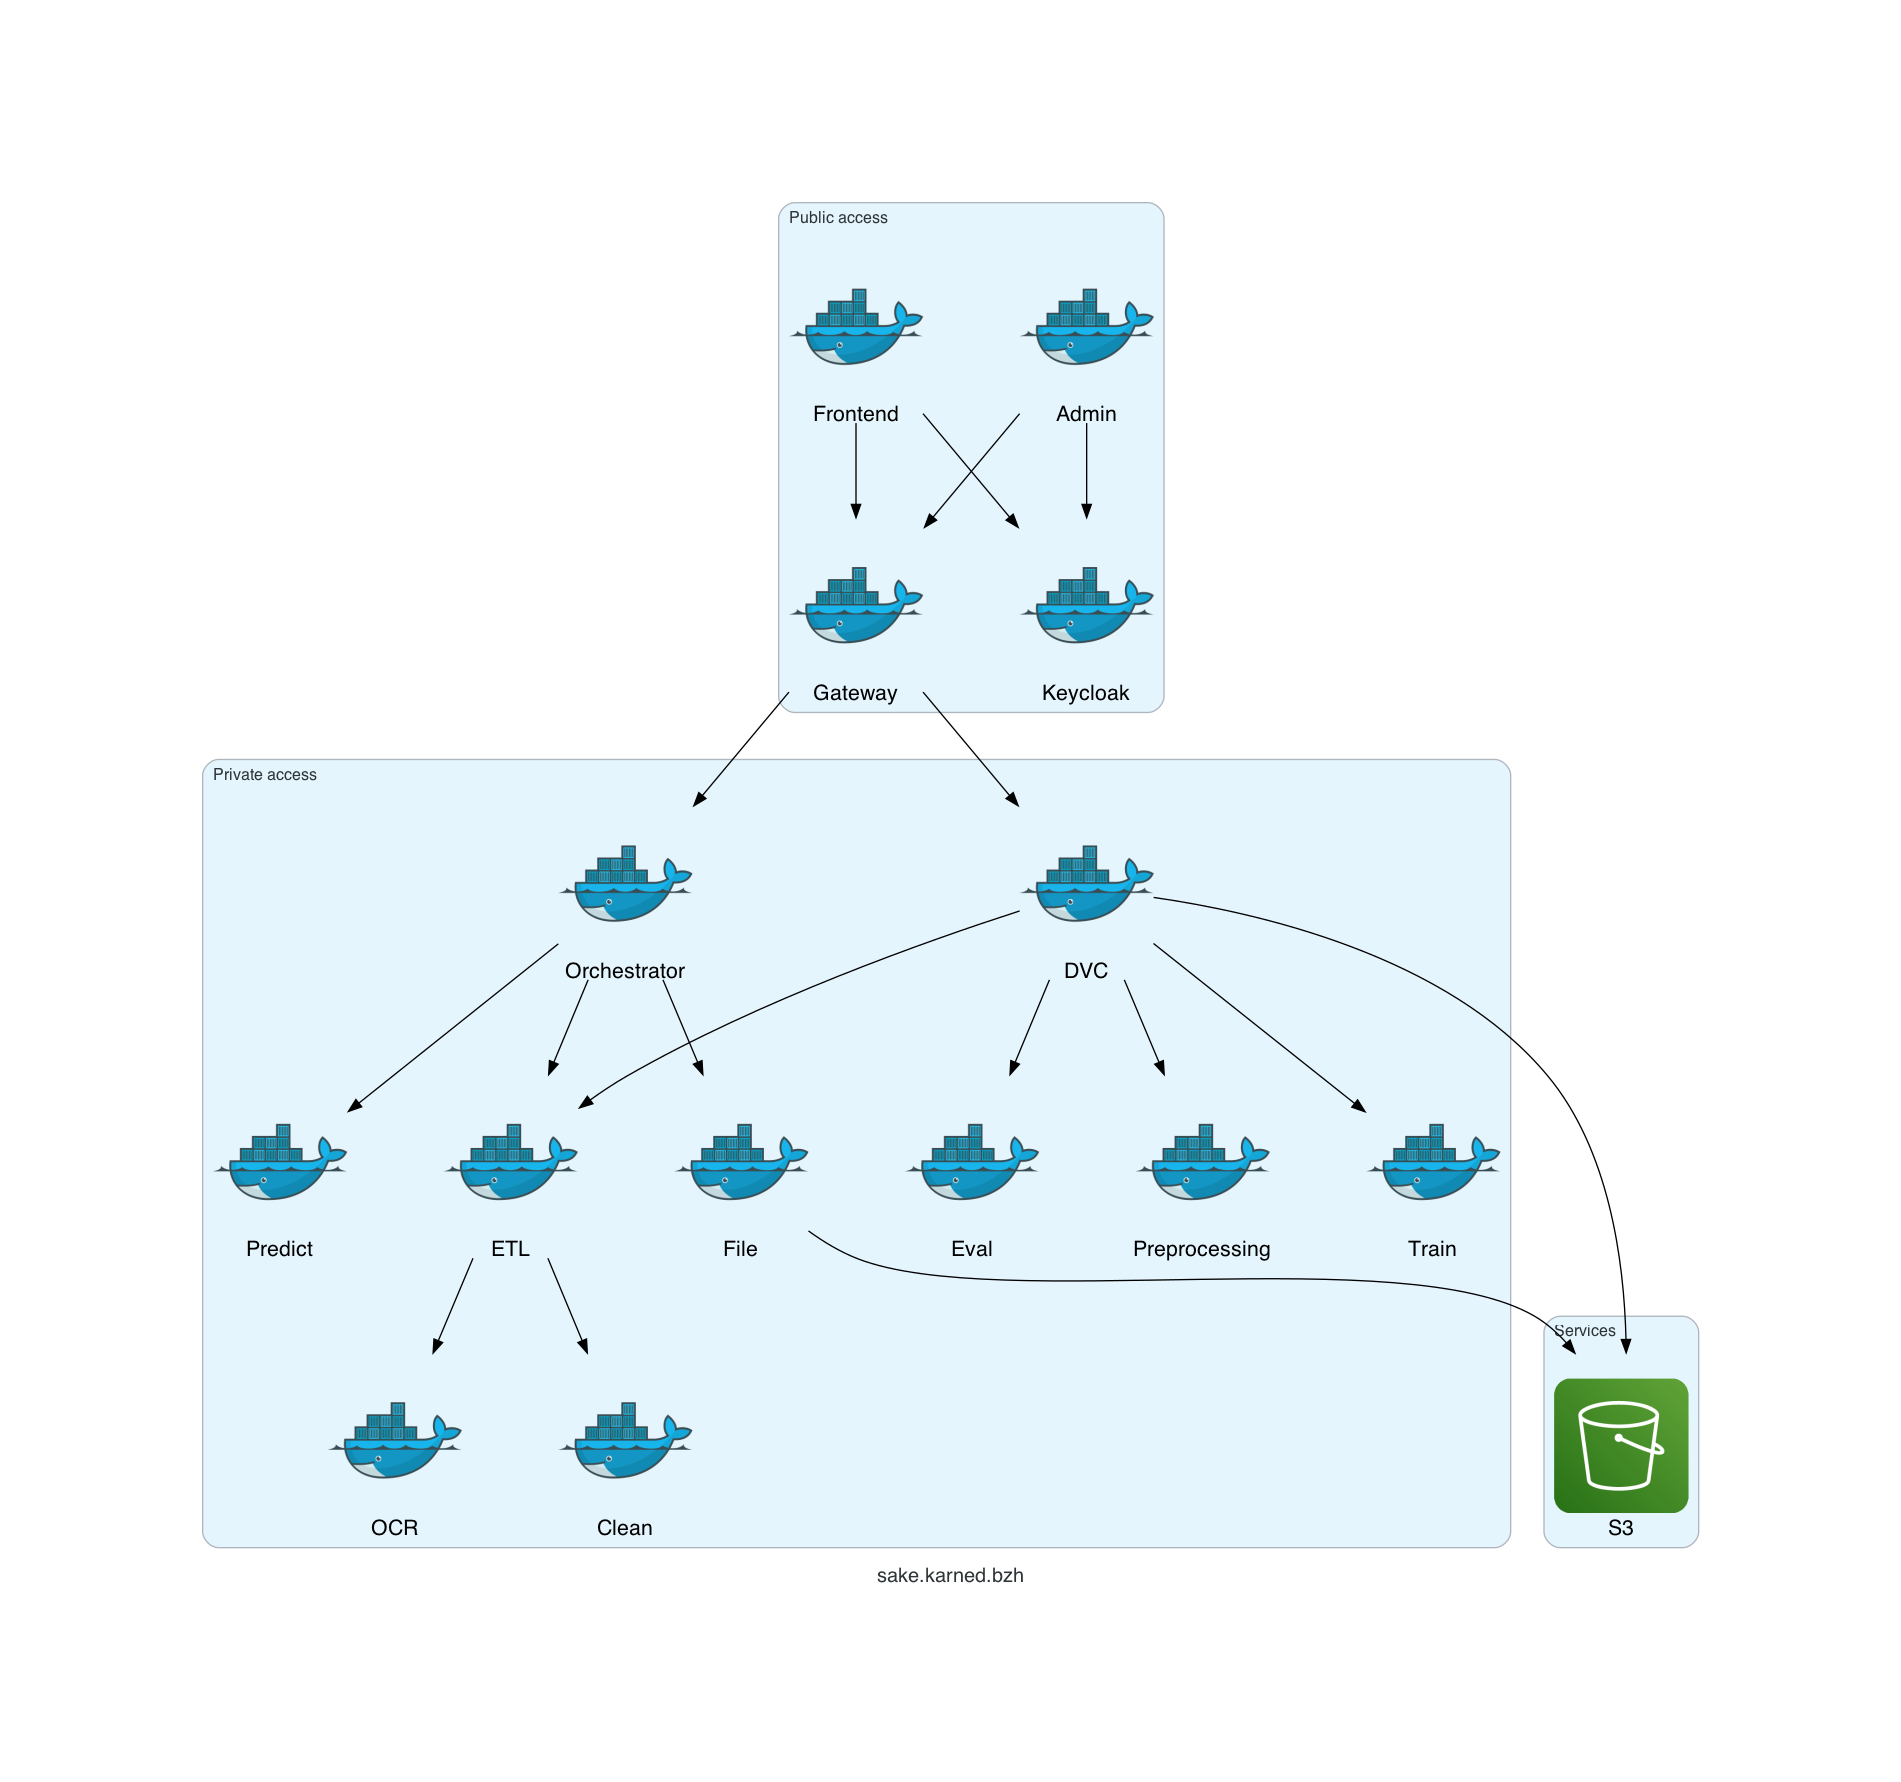 Public access
Frontend
Admin
Gateway
Keycloak
Private access
Orchestrator
DVC
Predict
ETL
File
Eval
Preprocessing
Train
Services
OCR
Clean
S3
sake.karned.bzh